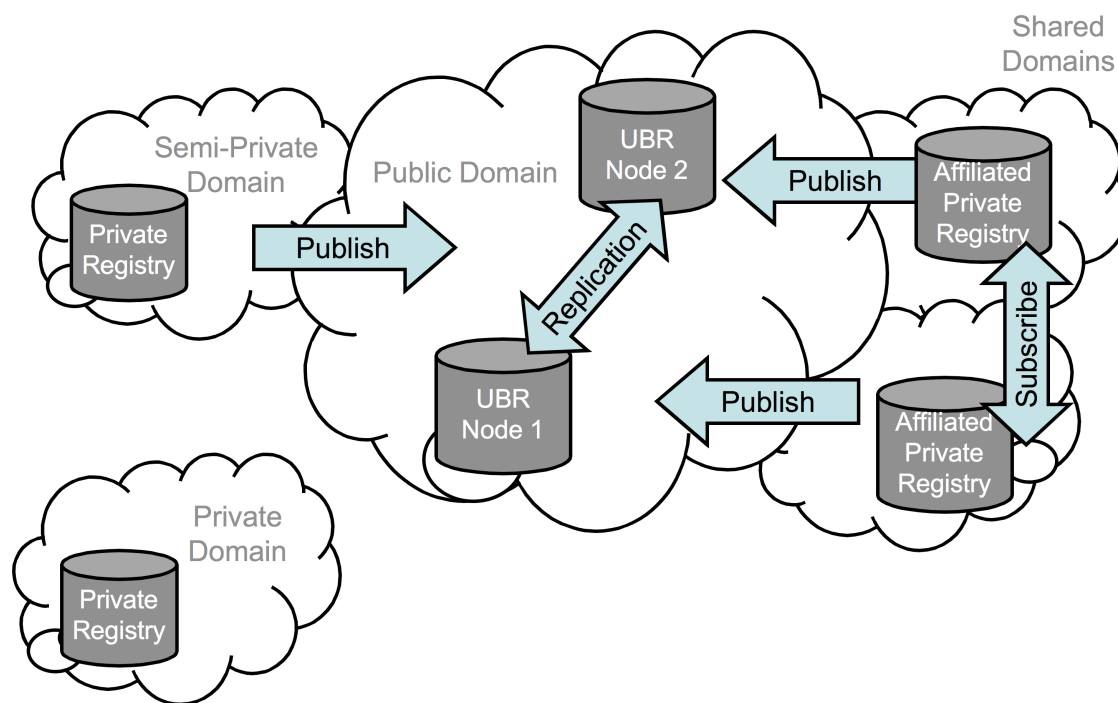 Shared
Domains
Semi-Private
Domain
Private
Registry
Publish
Public Domain
UBR
Node 2
Publish
Affiliated
Private
Registry
Replication
Subscribe
UBR
Node 1
Publish
Affiliated
Private
Registry
Private
Domain
Private
Registry